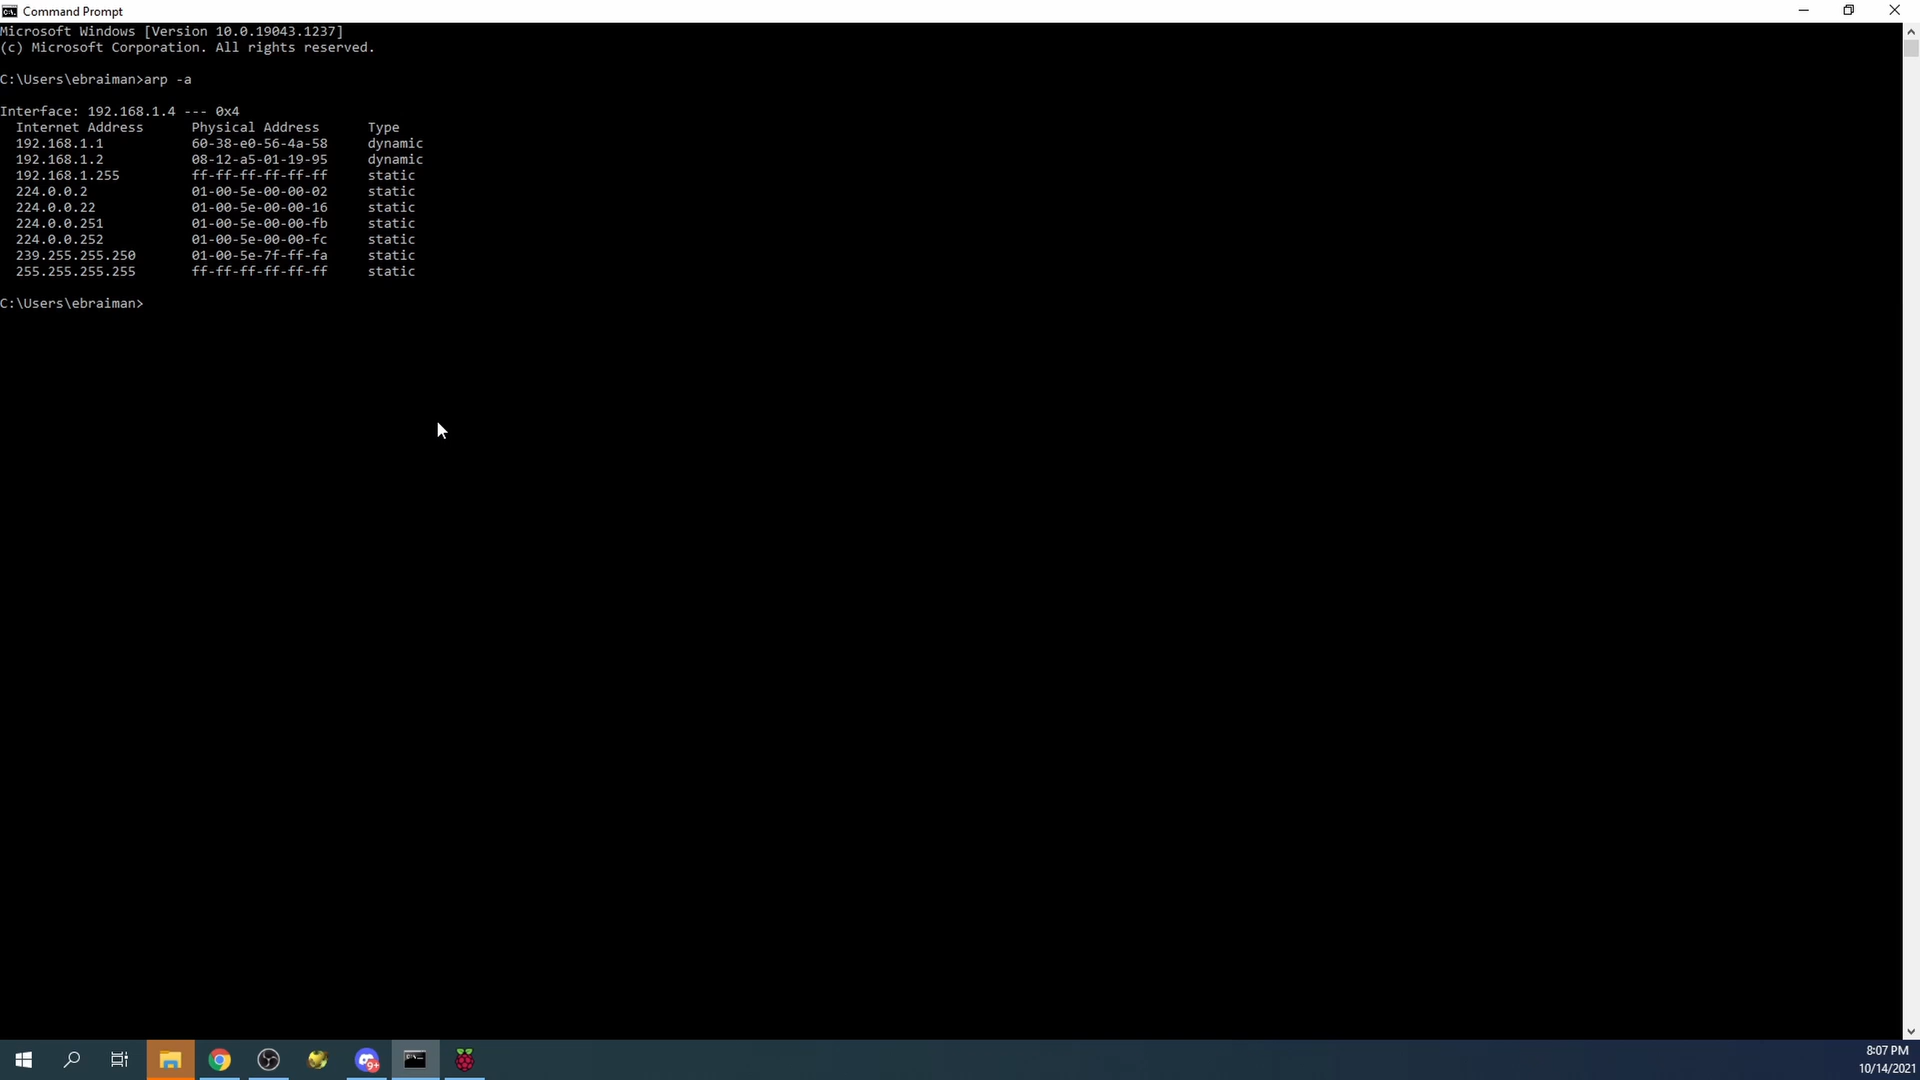 Command Prompt
Microsoft Windows [Version 10.0.19043.1237]
(c) Microsoft Corporation. All rights reserved.
C:\Users\ebraiman>arp -a
Interface: 192.168.1.4 --- 0x4
Internet Address Physical Address Type
192.168.1.1 60-38-e0-56-4a-58 dynamic
192.168.1.2 08-12-a5-01-19-95 dynamic
192.168.1.255 ff-ff-ff-ff-ff-ff static
224.0.0.2 01-00-5e-00-00-02 static
224.0.0.22 01-00-5e-00-00-16 static
224.0.0.251 01-00-5e-00-00-fb static
224.0.0.252 01-00-5e-00-00-fc static
239.255.255.250 01-00-5e-7f-ff-fa static
255.255.255.255 ff-ff-ff-ff-ff-ff static
C:\Users\ebraiman>
9+
8:07 PM
10/14/2021